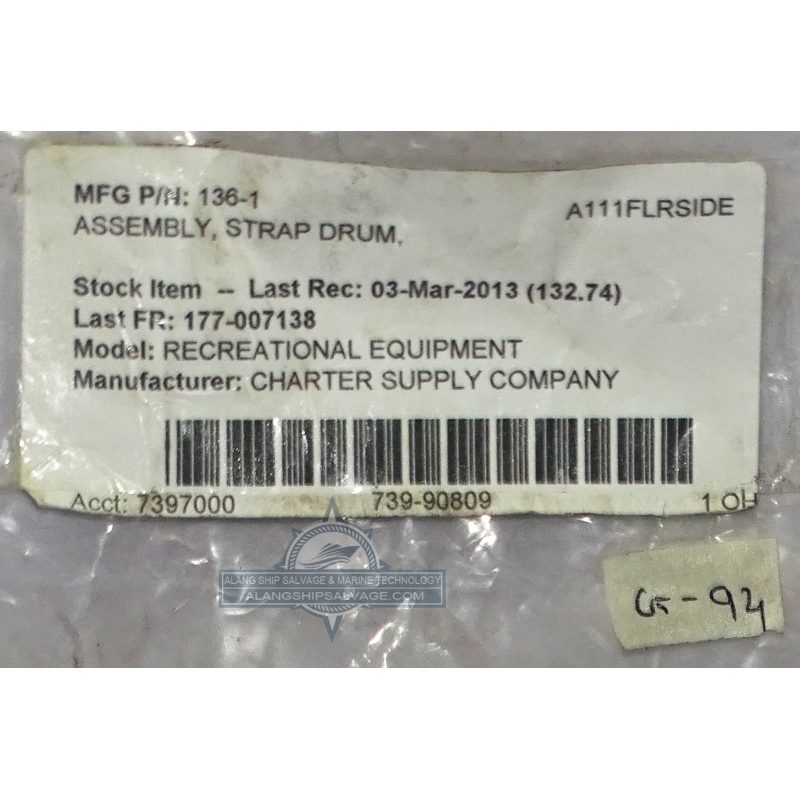 MFG P/N: 136-1
A111FLRSIDE
ASSEMBLY, STRAP DRUM,
Stock Item -- Last Rec: 03-Mar-2013 (132.74)
Last FR: 177-007138
Model: RECREATIONAL EQUIPMENT
Manufacturer: CHARTER SUPPLY COMPANY
Acct: 7397000 739-90809 1 OH
ALANG SHIP SALVAGE & MARINE TECHNOLOGY
ALANGSHIPSALVAGE.COM
G-94